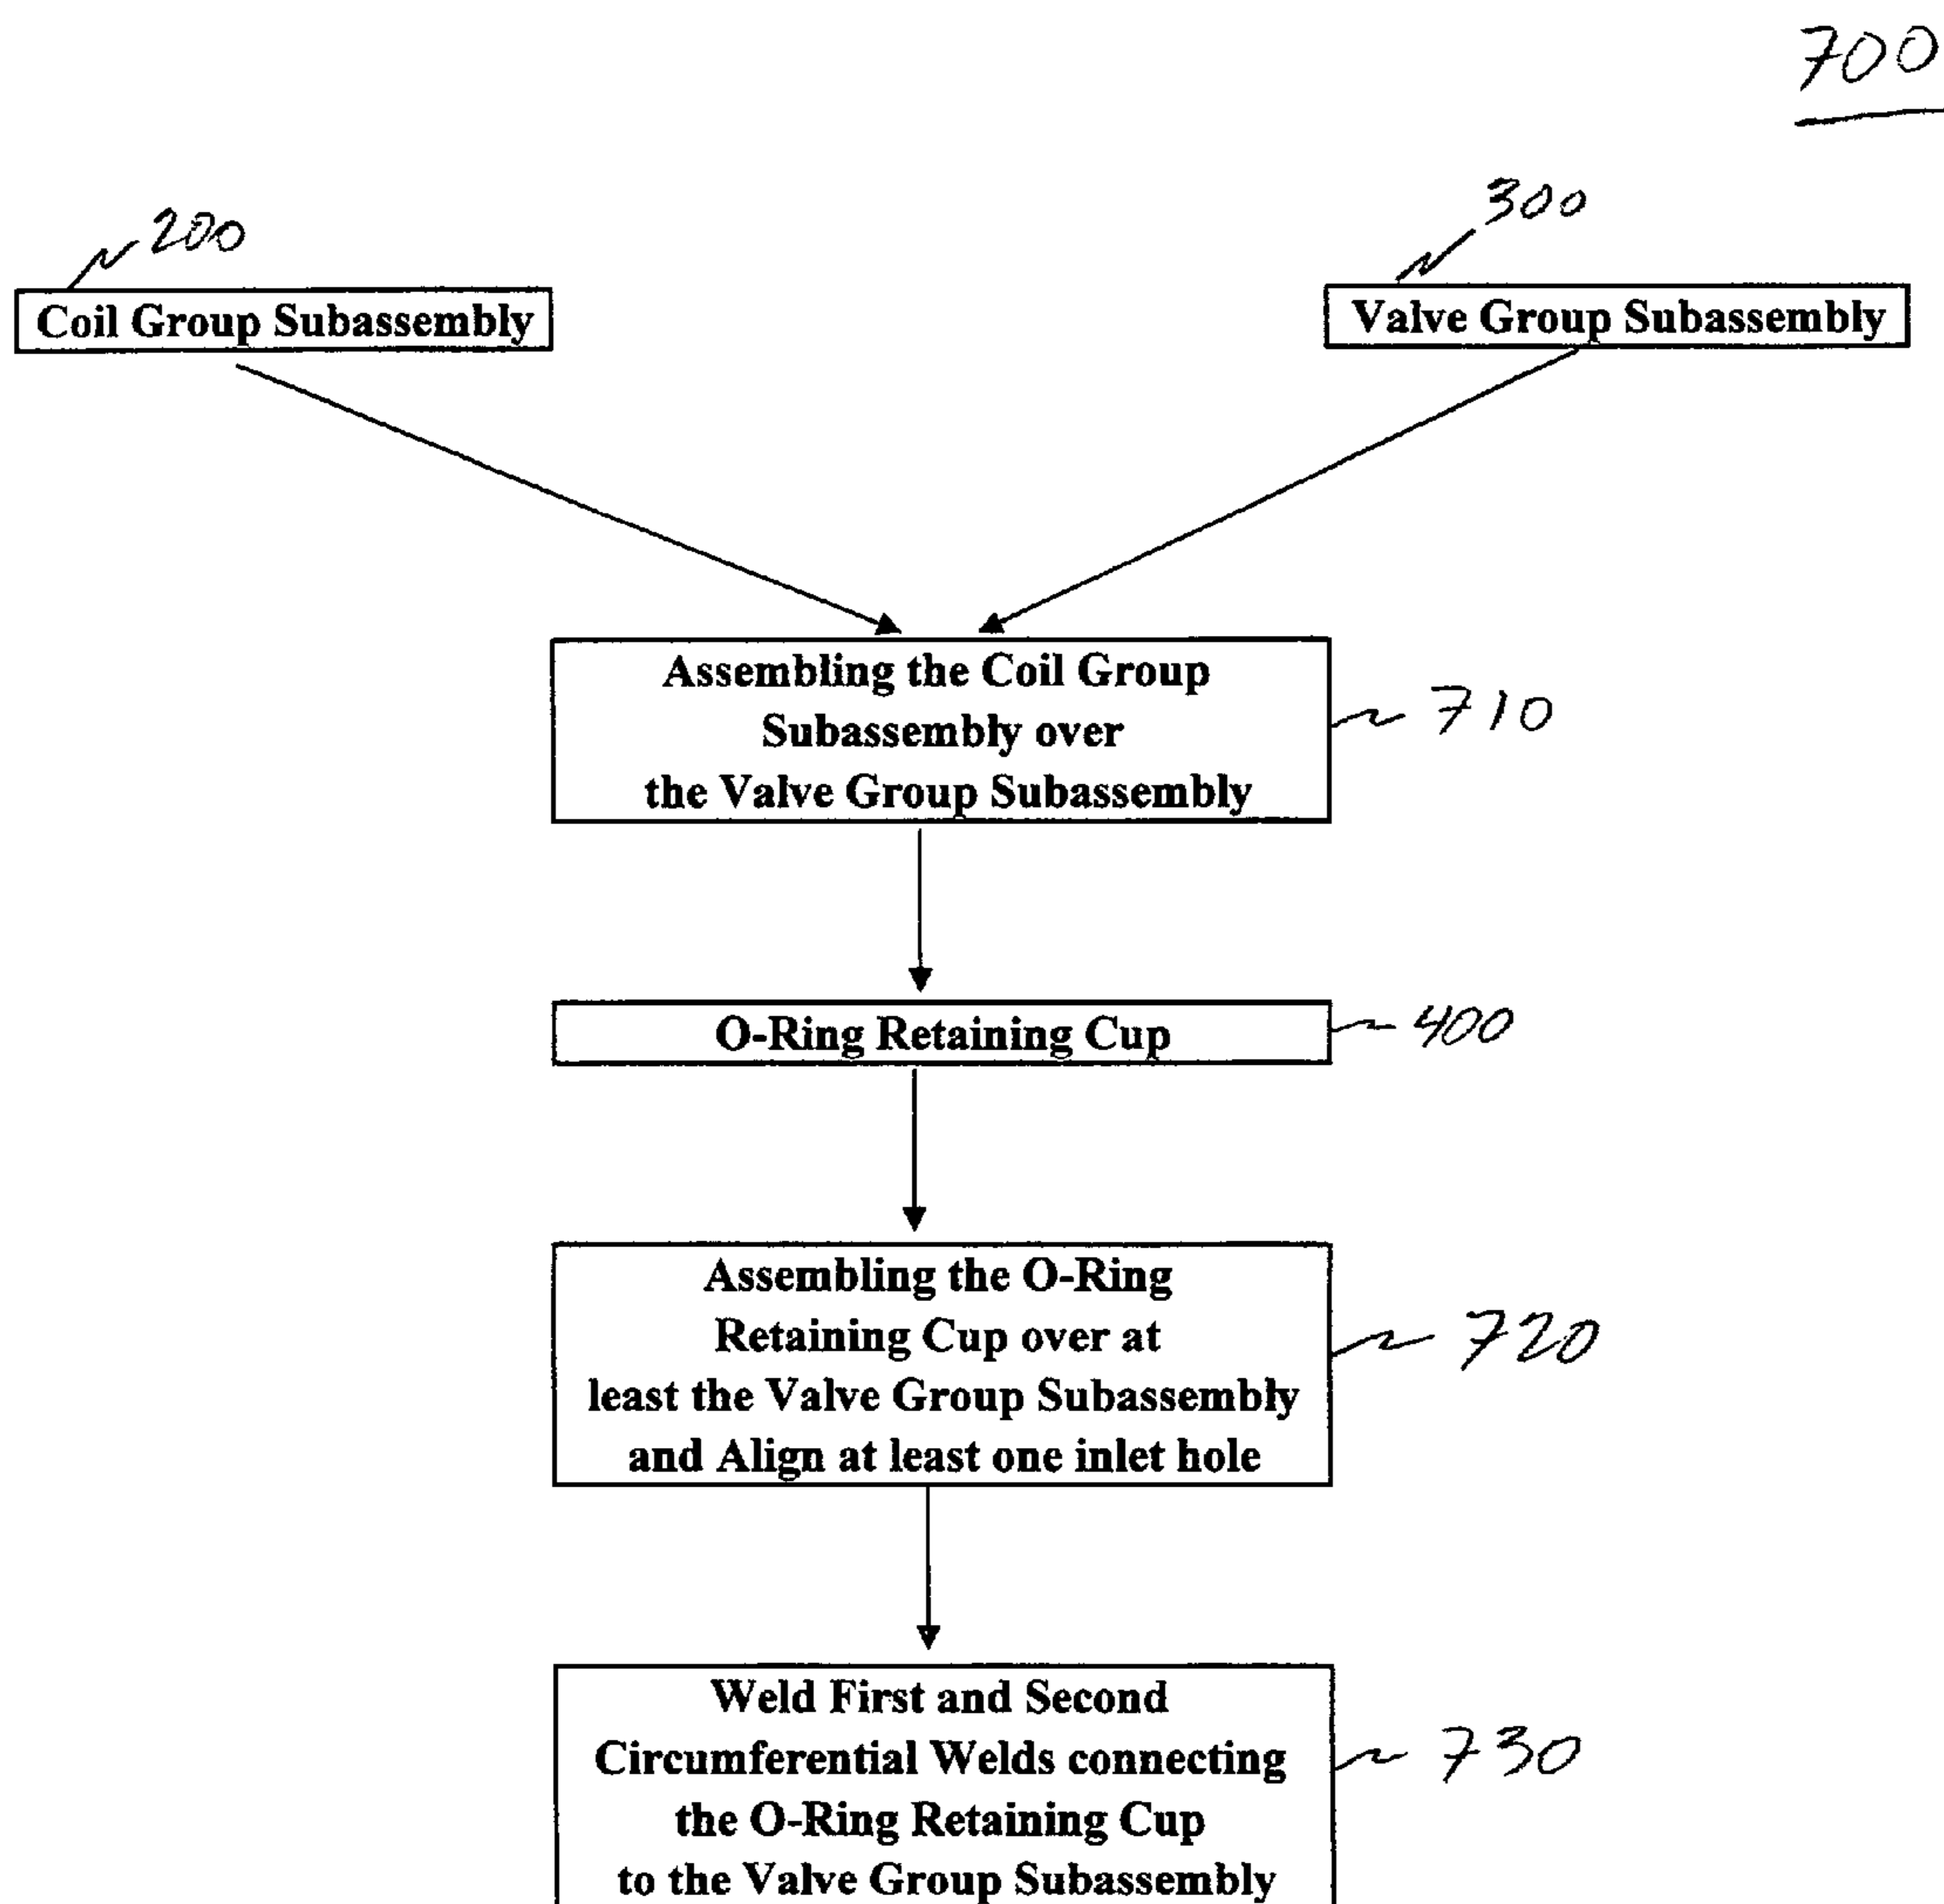 700
200
300
Coil Group Subassembly
Valve Group Subassembly
Assembling the Coil Group
Subassembly over
the Valve Group Subassembly
710
O-Ring Retaining Cup
400
Assembling the O-Ring
Retaining Cup over at
least the Valve Group Subassembly
and Align at least one inlet hole
720
Weld First and Second
Circumferential Welds connecting
the O-Ring Retaining Cup
to the Valve Group Subassembly
730